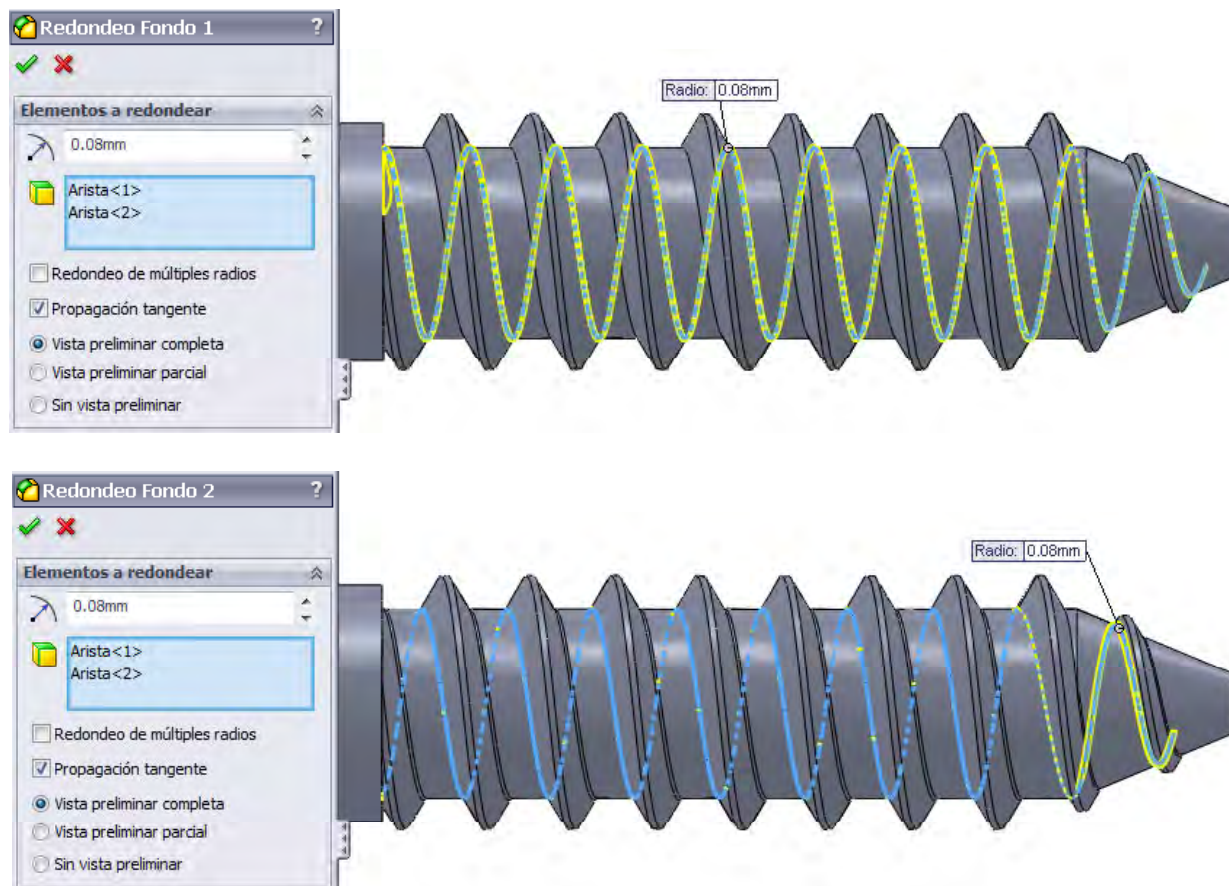 Redondeo Fondo 1 ?
Elementos a redondear
0.08mm
Arista<1>
Arista<2>
Redondeo de múltiples radios
Propagación tangente
Vista preliminar completa
Vista preliminar parcial
Sin vista preliminar
Radio: 0.08mm
Redondeo Fondo 2 ?
Elementos a redondear
0.08mm
Arista<1>
Arista<2>
Redondeo de múltiples radios
Propagación tangente
Vista preliminar completa
Vista preliminar parcial
Sin vista preliminar
Radio: 0.08mm